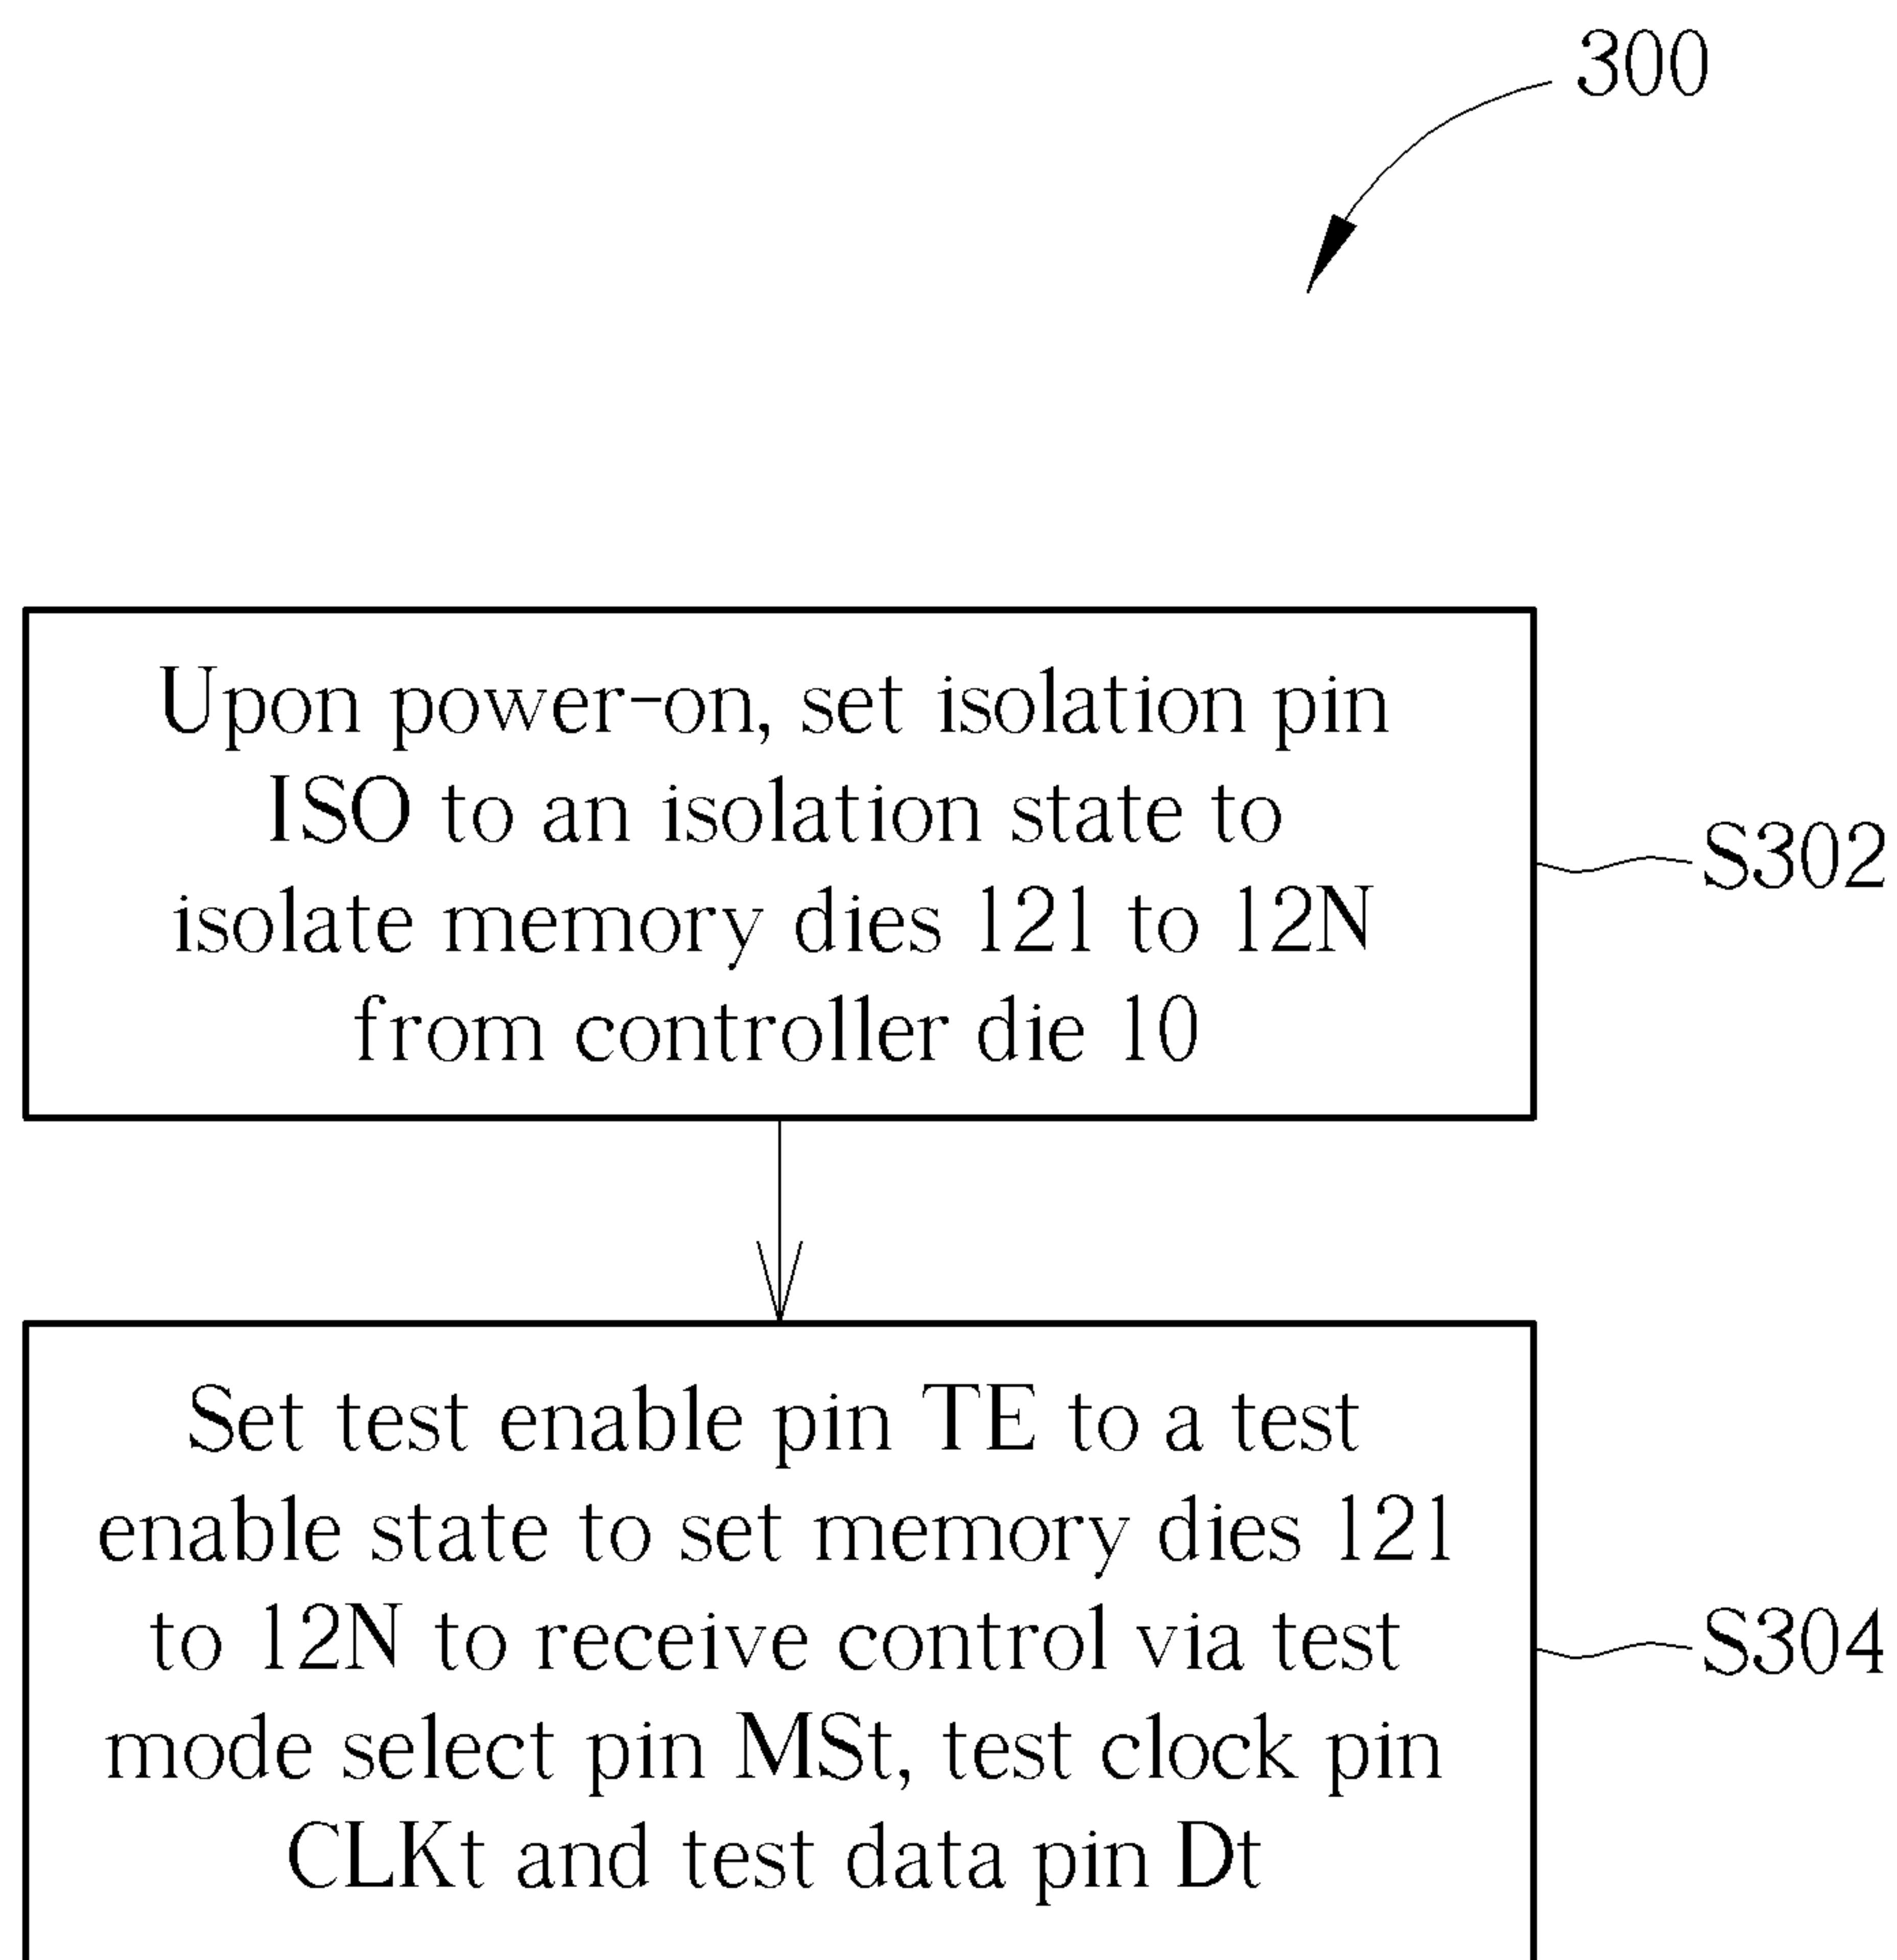 300
Upon power-on, set isolation pin
ISO to an isolation state to
isolate memory dies 121 to 12N
from controller die 10
S302
Set test enable pin TE to a test
enable state to set memory dies 121
to 12N to receive control via test
mode select pin MSt, test clock pin
CLKt and test data pin Dt
S304